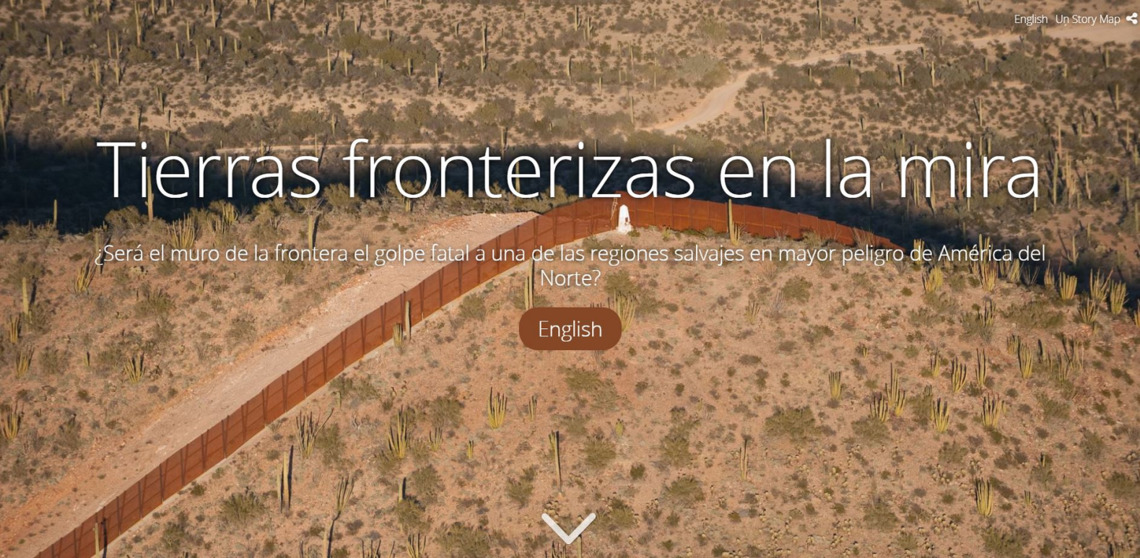 English Un Story Map
Tierras fronterizas en la mira
¿Será el muro de la frontera el golpe fatal a una de las regiones salvajes en mayor peligro de América del
Norte?
English